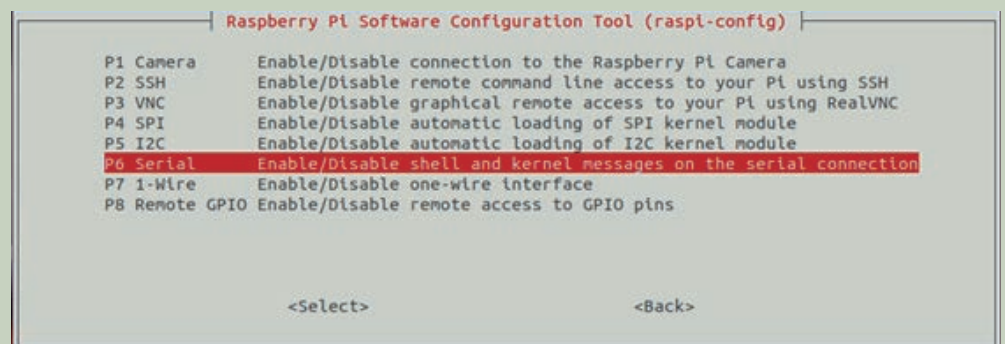 Raspberry Pi Software Configuration Tool (raspi-config)
P1 Camera Enable/Disable connection to the Raspberry Pi Camera
P2 SSH Enable/Disable remote command line access to your Pi using SSH
P3 VNC Enable/Disable graphical remote access to your Pi using RealVNC
P4 SPI Enable/Disable automatic loading of SPI kernel module
P5 I2C Enable/Disable automatic loading of I2C kernel module
P6 Serial Enable/Disable shell and kernel messages on the serial connection
P7 1-Wire Enable/Disable one-wire interface
P8 Remote GPIO Enable/Disable remote access to GPIO pins
<Select> <Back>